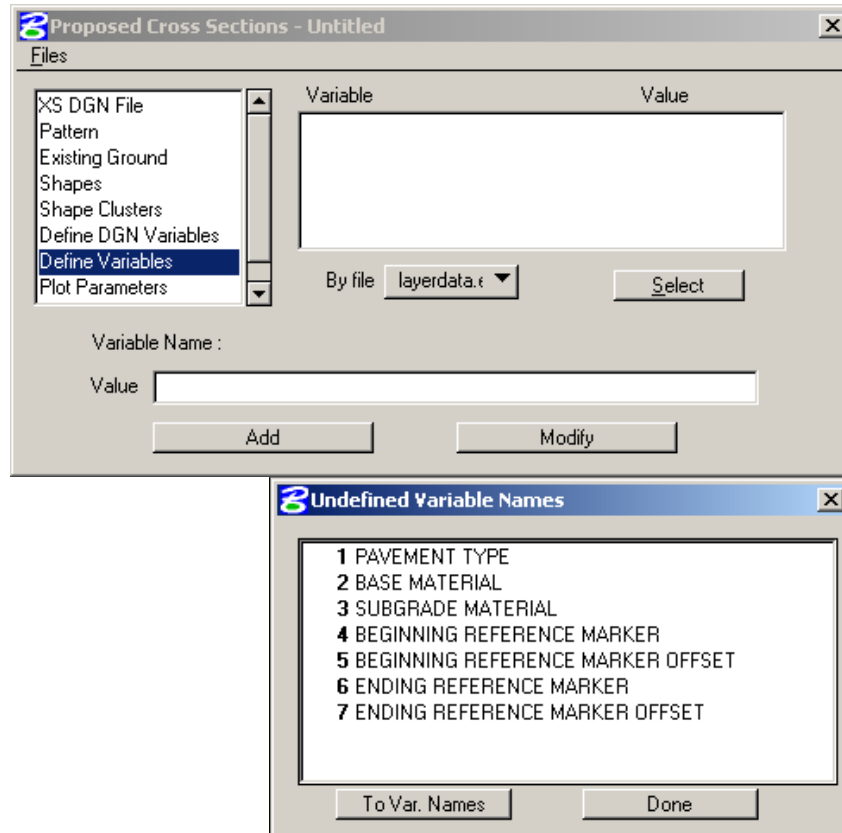 Proposed Cross Sections - Untitled
Files
XS DGN File
Pattern
Existing Ground
Shapes
Shape Clusters
Define DGN Variables
Define Variables
Plot Parameters
Variable Value
By file layerdata.e Select
Variable Name :
Value
Add Modify
Undefined Variable Names
1 PAVEMENT TYPE
2 BASE MATERIAL
3 SUBGRADE MATERIAL
4 BEGINNING REFERENCE MARKER
5 BEGINNING REFERENCE MARKER OFFSET
6 ENDING REFERENCE MARKER
7 ENDING REFERENCE MARKER OFFSET
To Var. Names Done